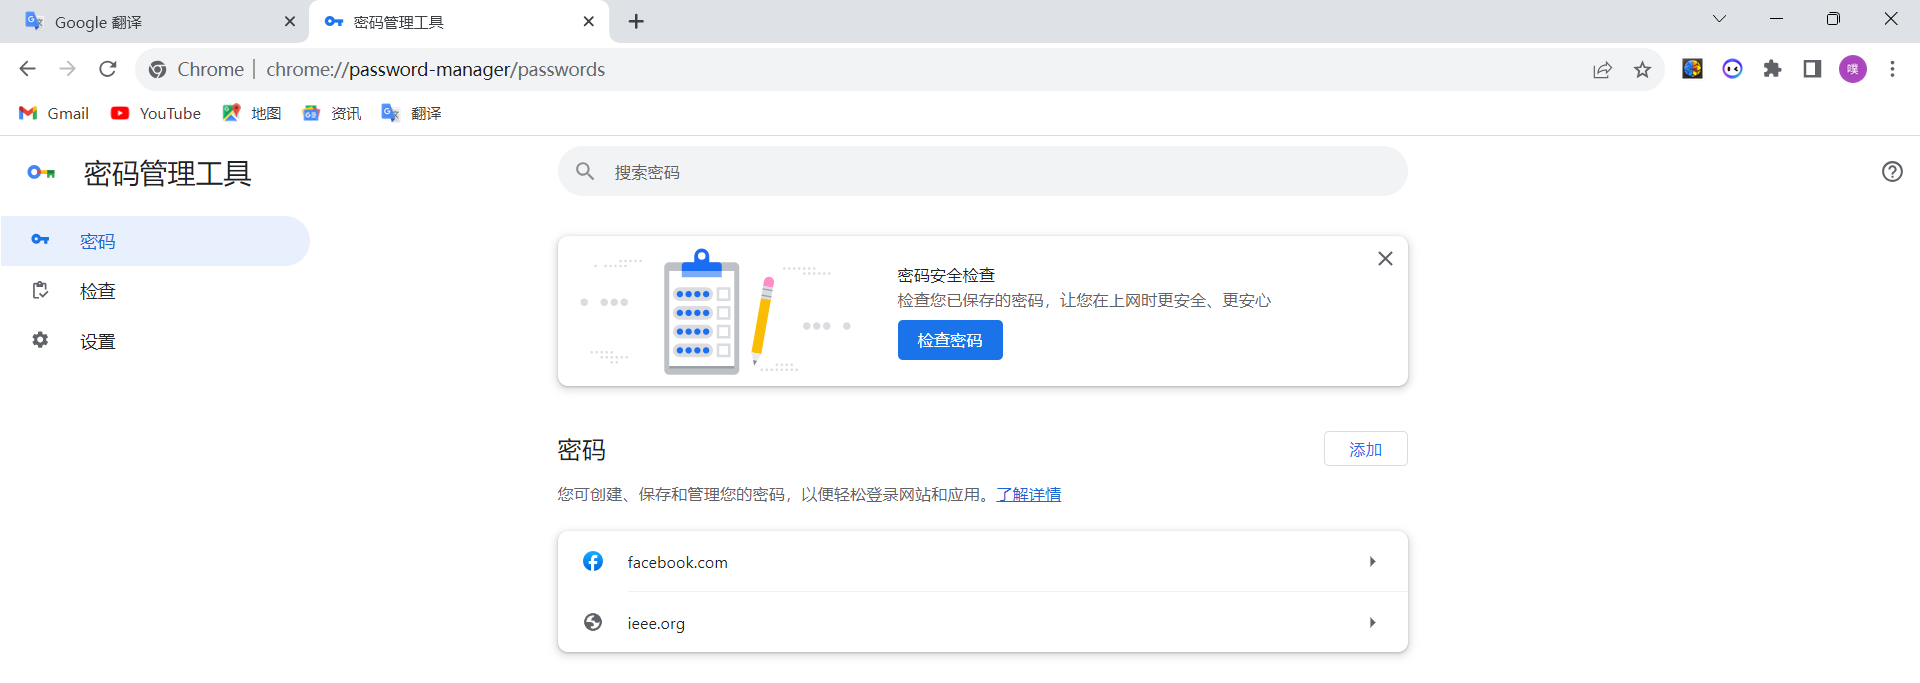 Google 翻译
密码管理工具
Chrome | chrome://password-manager/passwords
噗
Gmail
YouTube
地图
资讯
翻译
密码管理工具
搜索密码
密码
检查
设置
密码安全检查
检查您已保存的密码，让您在上网时更安全、更安心
检查密码
密码
添加
您可创建、保存和管理您的密码，以便轻松登录网站和应用。了解详情
facebook.com
ieee.org